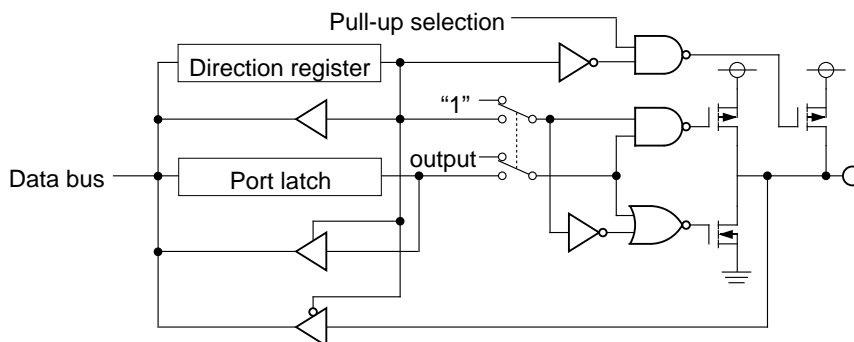 Pull-up selection
Direction register
“1”
output
Data bus
Port latch